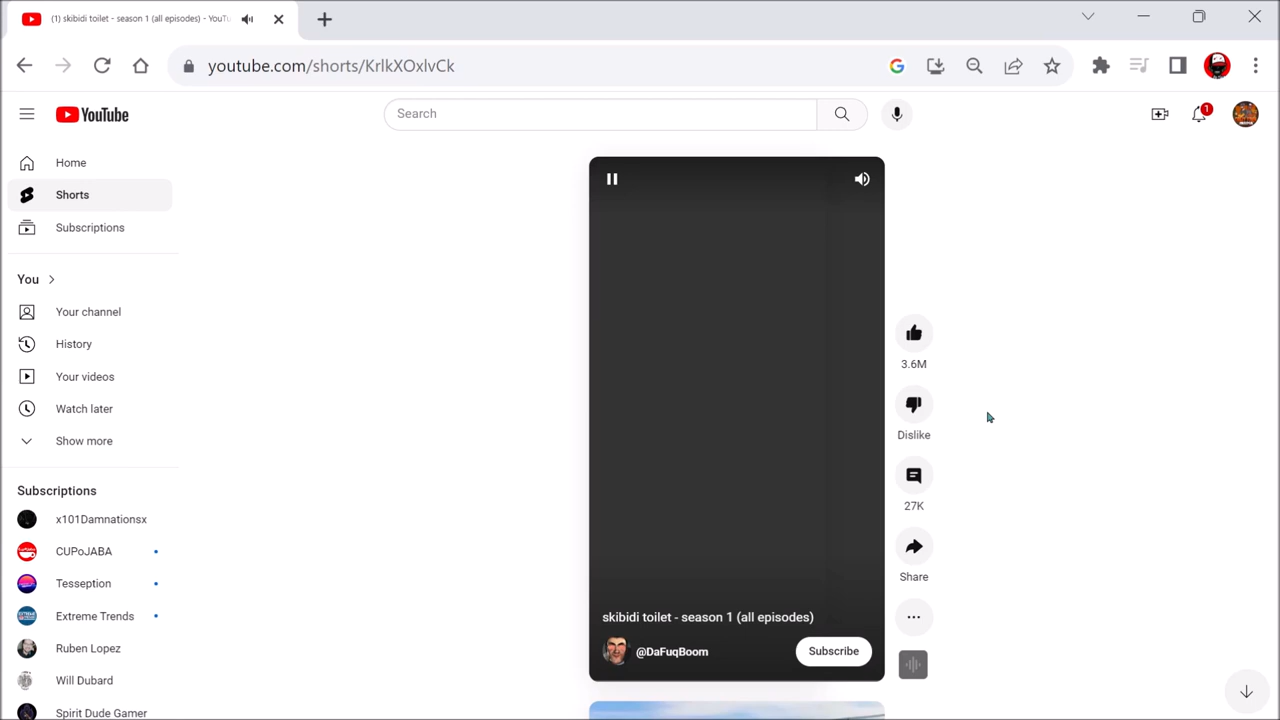 (1) skibidi toilet - season 1 (all episodes) - YouTu
youtube.com/shorts/KrlkXOxlvCk
YouTube
Search
1
Home
Shorts
Subscriptions
You
Your channel
History
Your videos
Watch later
Show more
Subscriptions
x101Damnationsx
CUPoJABA
Tesseption
Extreme Trends
Ruben Lopez
Will Dubard
Spirit Dude Gamer
3.6M
Dislike
27K
Share
skibidi toilet - season 1 (all episodes)
@DaFuqBoom
Subscribe